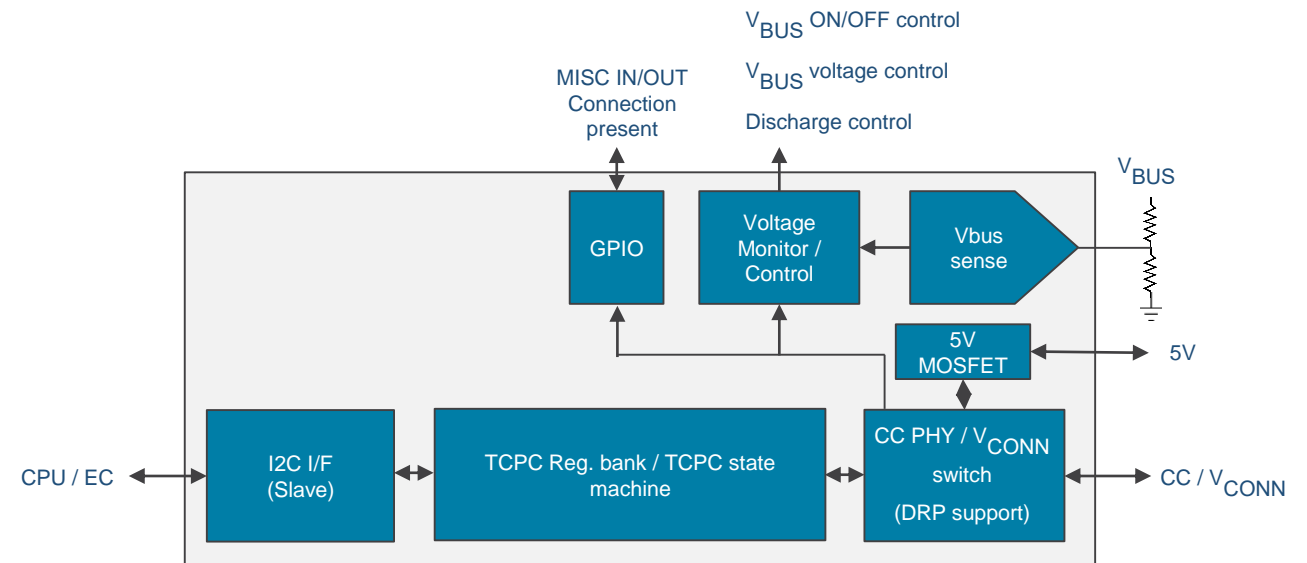 VBUS ON/OFF control
VBUS voltage control
Discharge control
MISC IN/OUT
Connection
present
VBUS
GPIO
Voltage
Monitor /
Control
Vbus
sense
5V
MOSFET
5V
CPU / EC
I2C I/F
(Slave)
TCPC Reg. bank / TCPC state
machine
CC PHY / VCONN
switch
(DRP support)
CC / VCONN